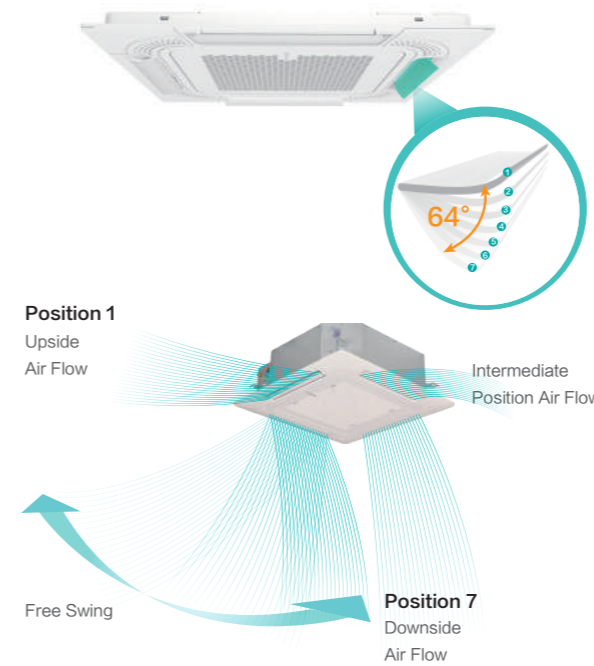 1
2
3
4
5
6
7
64°
Position 1
Upside
Air Flow
Intermediate
Position Air Flow
Free Swing
Position 7
Downside
Air Flow